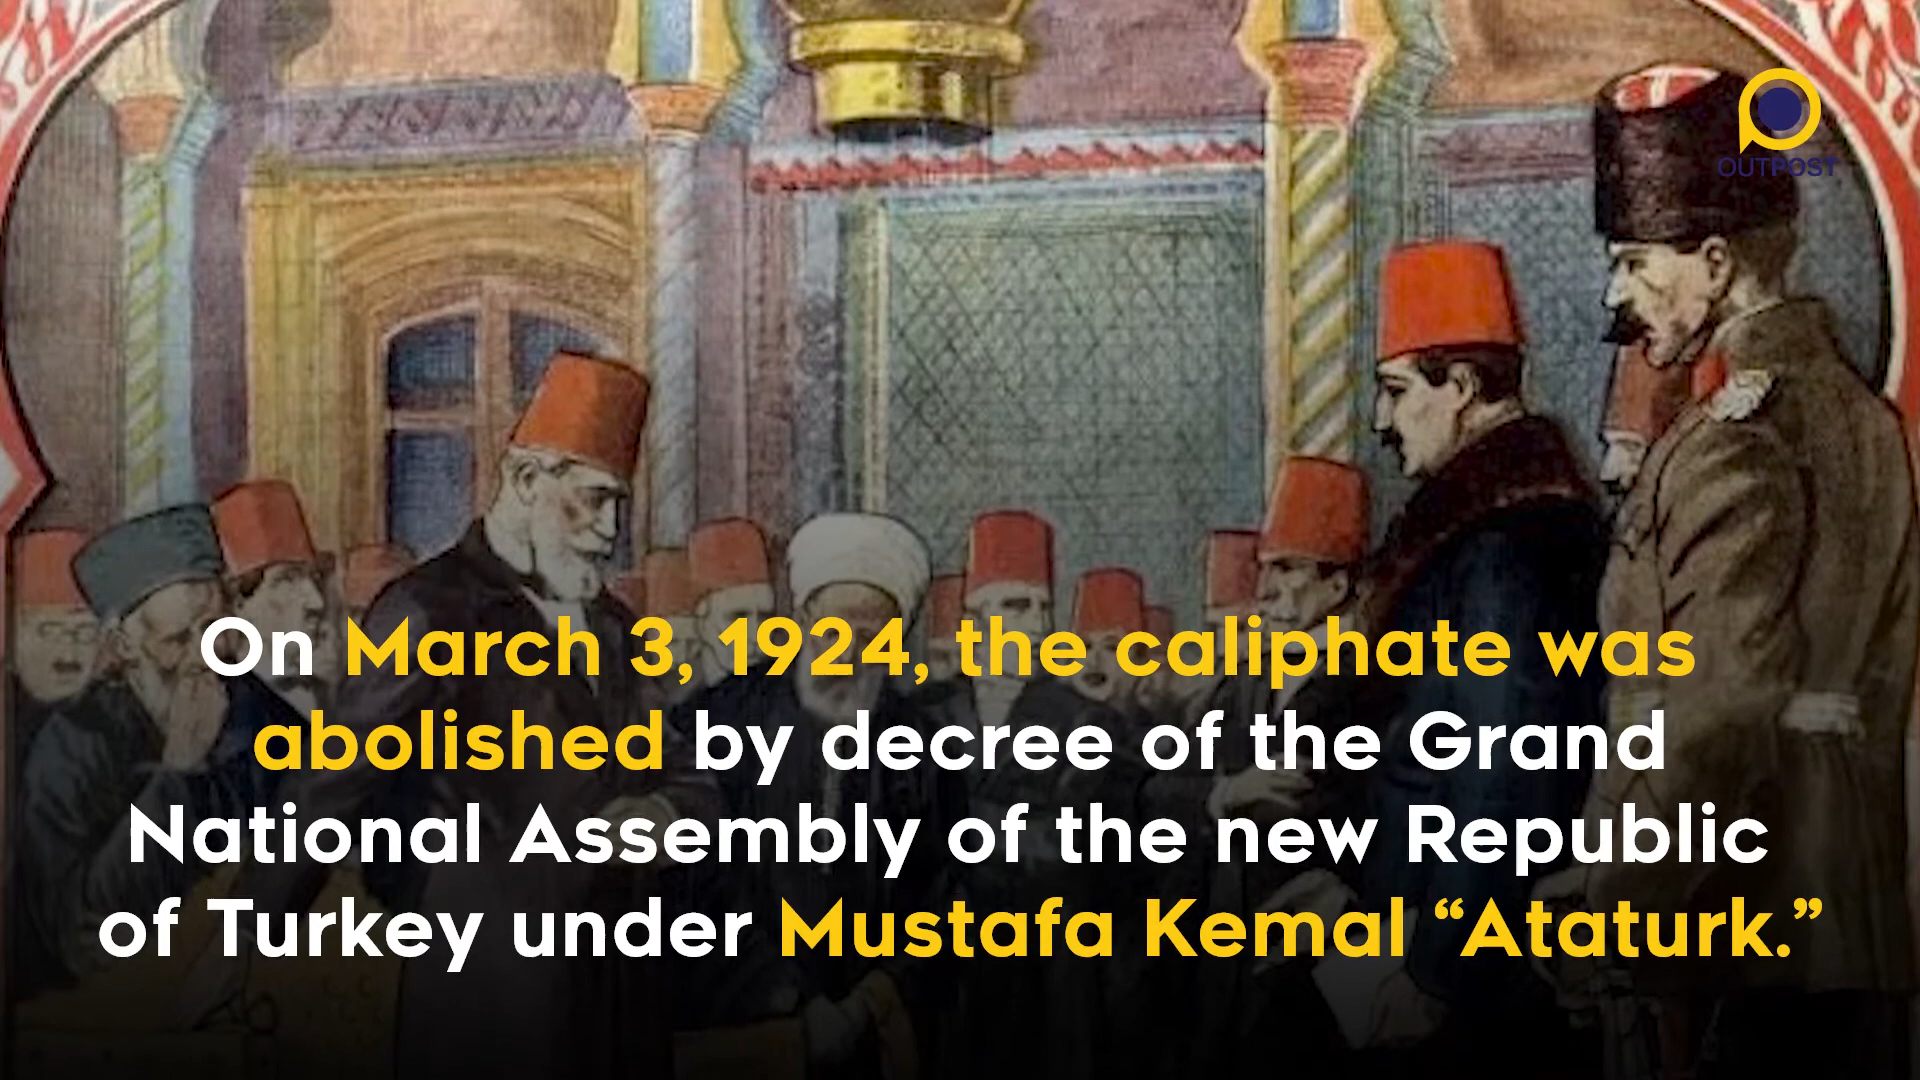 OUTPOST
On March 3, 1924, the caliphate was
abolished by decree of the Grand
National Assembly of the new Republic
of Turkey under Mustafa Kemal “Ataturk.”